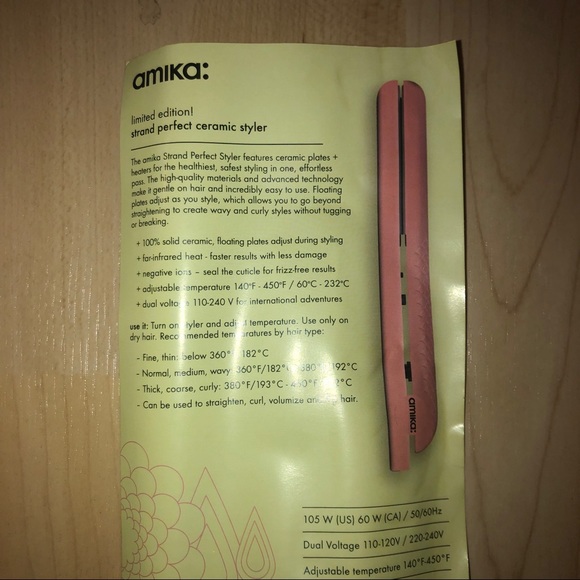 amika:
limited edition!
strand perfect ceramic styler
The amika Strand Perfect Styler features ceramic plates +
heaters for the healthiest, safest styling in one, effortless
pass. The high-quality materials and advanced technology
make it gentle on hair and incredibly easy to use. Floating
plates adjust as you style, which allows you to go beyond
straightening to create wavy and curly styles without tugging
or breaking.
+ 100% solid ceramic, floating plates adjust during styling
+ far-infrared heat - faster results with less damage
+ negative ions – seal the cuticle for frizz-free results
+ adjustable temperature 140°F - 450°F / 60°C - 232°C
+ dual voltage 110-240 V for international adventures
use it: Turn on styler and adjust temperature. Use only on
dry hair. Recommended temperatures by hair type:
- Fine, thin: below 360° 182°C
- Normal, medium, wavy 360°F/182° 380° 192°C
- Thick, coarse, curly: 380°F/193°C - 450°F
- Can be used to straighten, curl, volumize hair.
amika:
105 W (US) 60 W (CA) / 50/60Hz
Dual Voltage 110-120V / 220-240V
Adjustable temperature 140°F-450°F